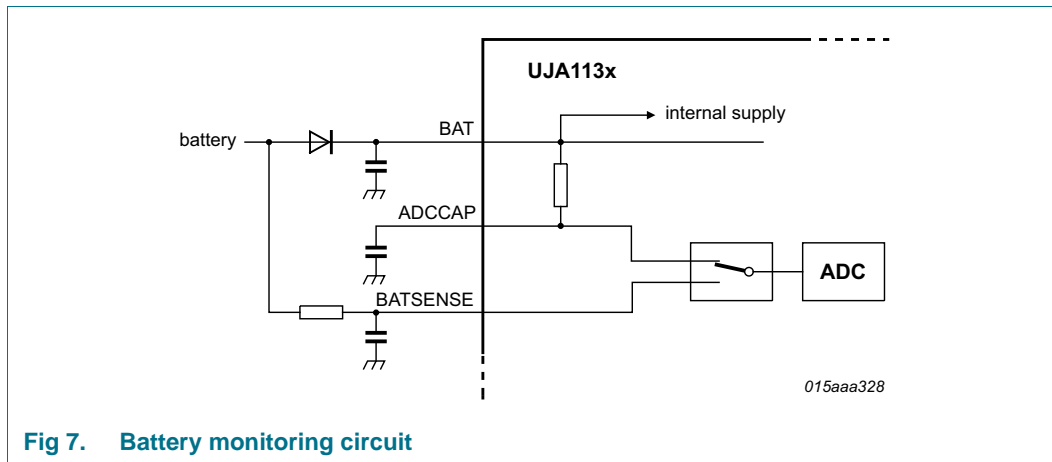 UJA113x
internal supply
battery
BAT
ADCCAP
ADC
BATSENSE
015aaa328
Fig 7. Battery monitoring circuit